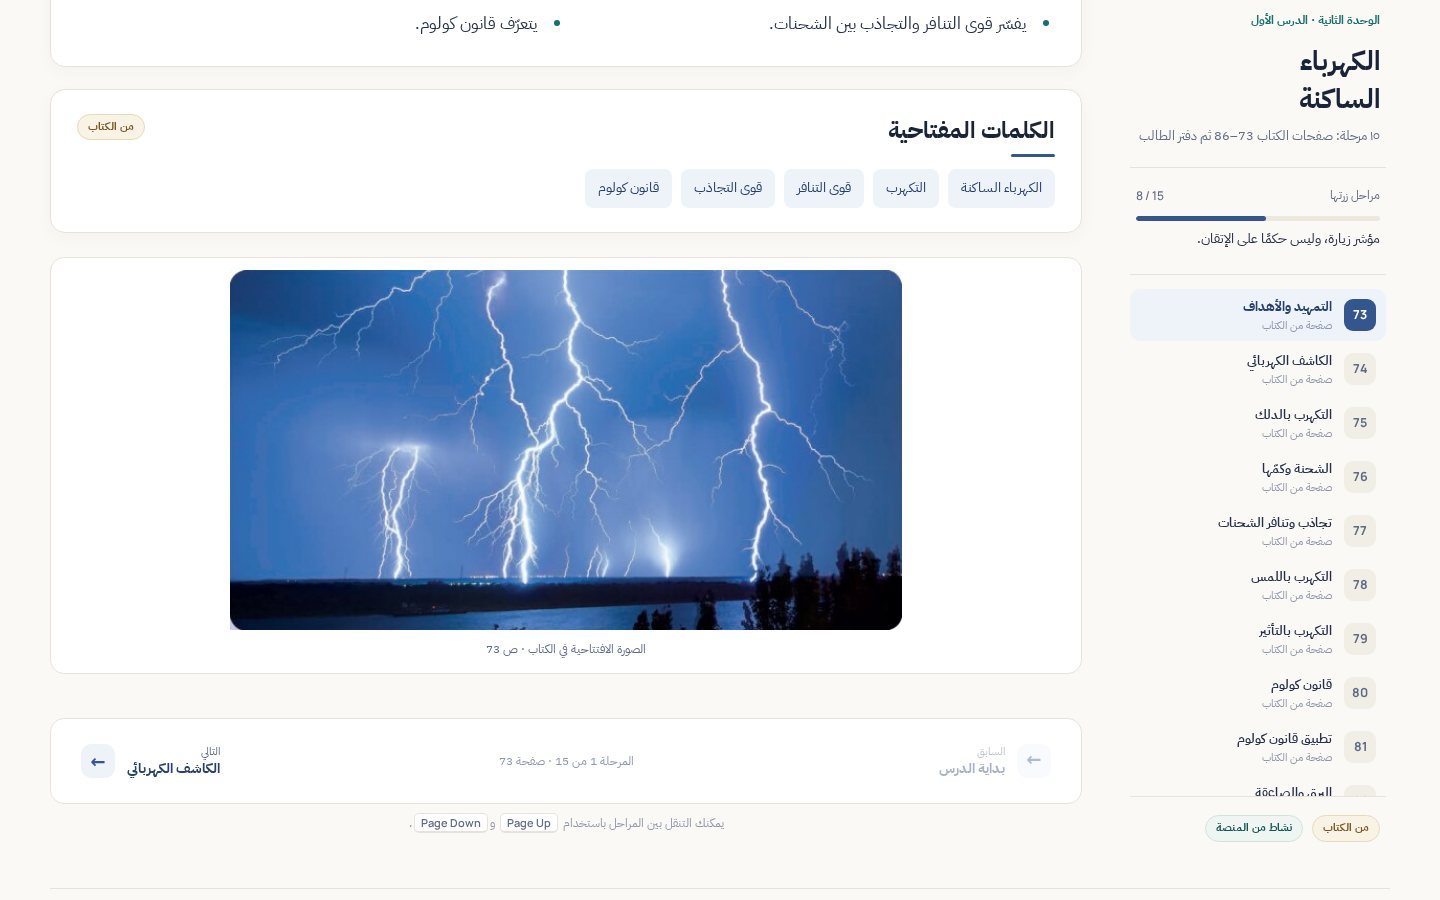 الوحدة الثانية · الدرس الأول
الكهرباء
الساكنة
١٥ مرحلة: صفحات الكتاب 73–86 ثم دفتر الطالب
مراحل زرتها 8 / 15
مؤشر زيارة، وليس حكمًا على الإتقان.
73 التمهيد والأهداف
صفحة من الكتاب
74 الكاشف الكهربائي
صفحة من الكتاب
75 التكهرب بالدلك
صفحة من الكتاب
76 الشحنة وكمّها
صفحة من الكتاب
77 تجاذب وتنافر الشحنات
صفحة من الكتاب
78 التكهرب باللمس
صفحة من الكتاب
79 التكهرب بالتأثير
صفحة من الكتاب
80 قانون كولوم
صفحة من الكتاب
81 تطبيق قانون كولوم
صفحة من الكتاب
البرق والصاعقة
من الكتاب نشاط من المنصة
يفسّر قوى التنافر والتجاذب بين الشحنات.
يتعرّف قانون كولوم.
الكلمات المفتاحية
من الكتاب
الكهرباء الساكنة التكهرب قوى التنافر قوى التجاذب قانون كولوم
الصورة الافتتاحية في الكتاب · ص 73
السابق
بداية الدرس
المرحلة 1 من 15 · صفحة 73
التالي
الكاشف الكهربائي
يمكنك التنقل بين المراحل باستخدام Page Up و Page Down.